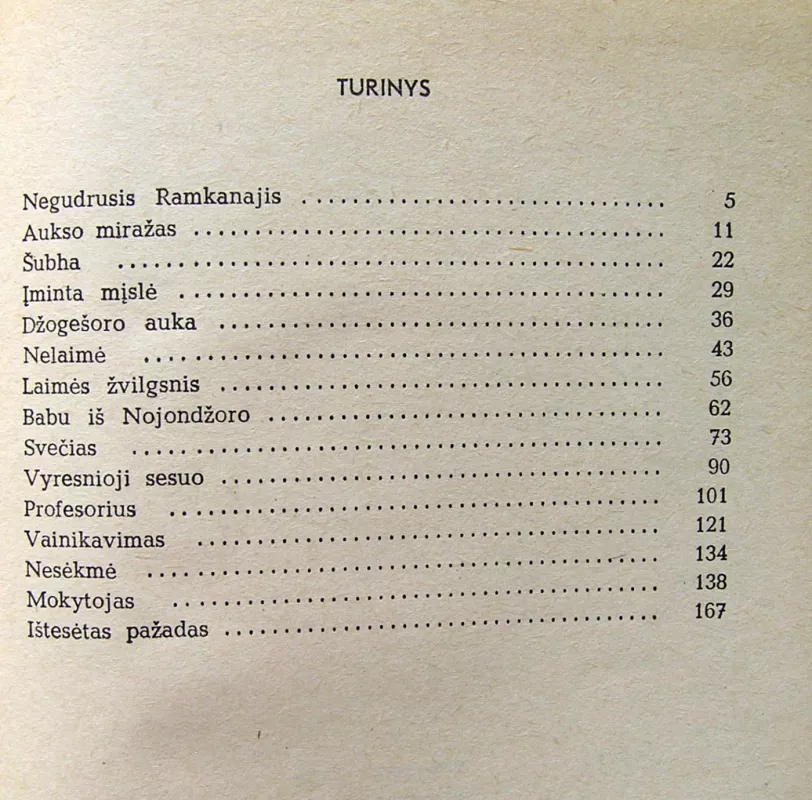 TURINYS
Negudrusis Ramkanajis . . . . . . . . . . . . . . . . . . . . . . . . 5
Aukso miražas . . . . . . . . . . . . . . . . . . . . . . . . . . . . . . . 11
Šubha . . . . . . . . . . . . . . . . . . . . . . . . . . . . . . . . . . . . 22
Įminta mįslė . . . . . . . . . . . . . . . . . . . . . . . . . . . . . . . . 29
Džogešoro auka . . . . . . . . . . . . . . . . . . . . . . . . . . . . . 36
Nelaimė . . . . . . . . . . . . . . . . . . . . . . . . . . . . . . . . . . 43
Laimės žvilgsnis . . . . . . . . . . . . . . . . . . . . . . . . . . . . . 56
Babu iš Nojondžoro . . . . . . . . . . . . . . . . . . . . . . . . . . 62
Svečias . . . . . . . . . . . . . . . . . . . . . . . . . . . . . . . . . . . 73
Vyresnioji sesuo . . . . . . . . . . . . . . . . . . . . . . . . . . . . . 90
Profesorius . . . . . . . . . . . . . . . . . . . . . . . . . . . . . . . . 101
Vainikavimas . . . . . . . . . . . . . . . . . . . . . . . . . . . . . . 121
Nesėkmė . . . . . . . . . . . . . . . . . . . . . . . . . . . . . . . . . 134
Mokytojas . . . . . . . . . . . . . . . . . . . . . . . . . . . . . . . . 138
Ištesėtas pažadas . . . . . . . . . . . . . . . . . . . . . . . . . . . . 167